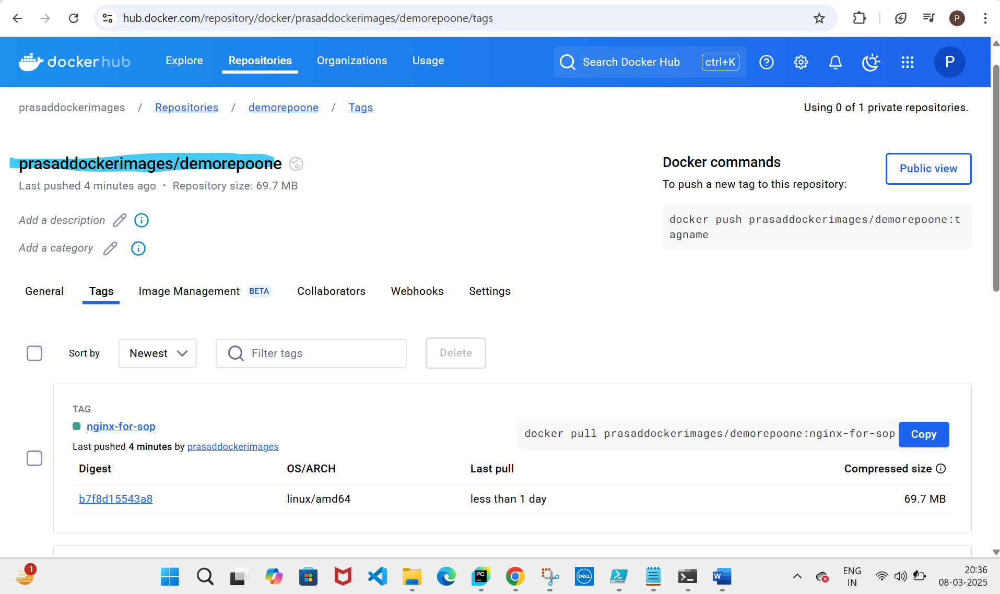 hub.docker.com/repository/docker/prasaddockerimages/demorepoone/tags
P
docker hub
Explore
Repositories
Organizations
Usage
Search Docker Hub
ctrl+K
P
prasaddockerimages / Repositories / demorepoone / Tags
Using 0 of 1 private repositories.
prasaddockerimages/demorepoone
Last pushed 4 minutes ago • Repository size: 69.7 MB
Add a description
Add a category
Docker commands
Public view
To push a new tag to this repository:
docker push prasaddockerimages/demorepoone:t
agname
General
Tags
Image Management BETA
Collaborators
Webhooks
Settings
Sort by
Newest
Filter tags
Delete
TAG
nginx-for-sop
Last pushed 4 minutes by prasaddockerimages
docker pull prasaddockerimages/demorepoone:nginx-for-sop
Copy
Digest OS/ARCH Last pull Compressed size
b7f8d15543a8 linux/amd64 less than 1 day 69.7 MB
1
PC
DELL
W
ENG
IN
20:36
08-03-2025